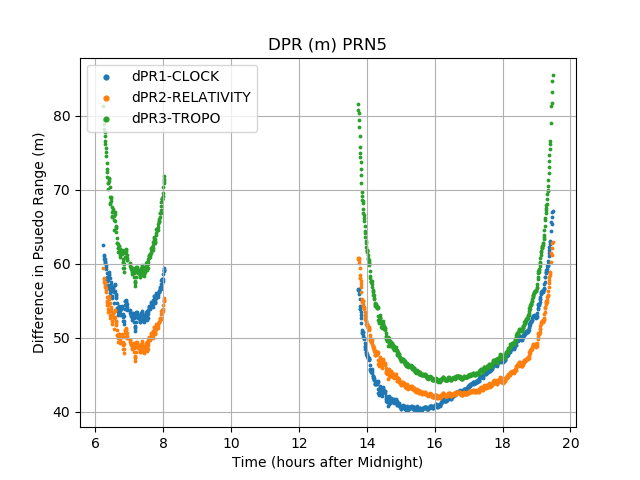 DPR (m) PRN5
dPR1-CLOCK
dPR2-RELATIVITY
dPR3-TROPO
Difference in Psuedo Range (m)
80
70
60
50
40
6 8 10 12 14 16 18 20
Time (hours after Midnight)